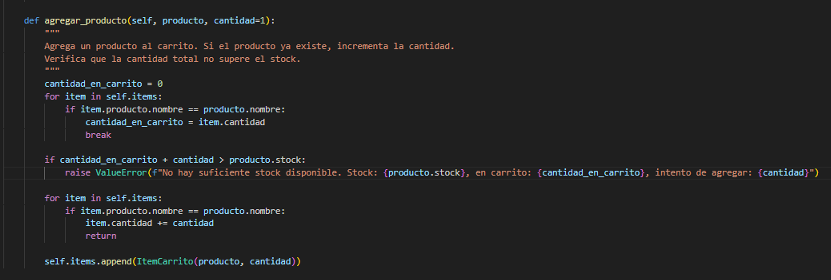 def agregar_producto(self, producto, cantidad=1):
    """
    Agrega un producto al carrito. Si el producto ya existe, incrementa la cantidad.
    Verifica que la cantidad total no supere el stock.
    """
    cantidad_en_carrito = 0
    for item in self.items:
        if item.producto.nombre == producto.nombre:
            cantidad_en_carrito = item.cantidad
            break

    if cantidad_en_carrito + cantidad > producto.stock:
        raise ValueError(f"No hay suficiente stock disponible. Stock: {producto.stock}, en carrito: {cantidad_en_carrito}, intento de agregar: {cantidad}")

    for item in self.items:
        if item.producto.nombre == producto.nombre:
            item.cantidad += cantidad
            return

    self.items.append(ItemCarrito(producto, cantidad))